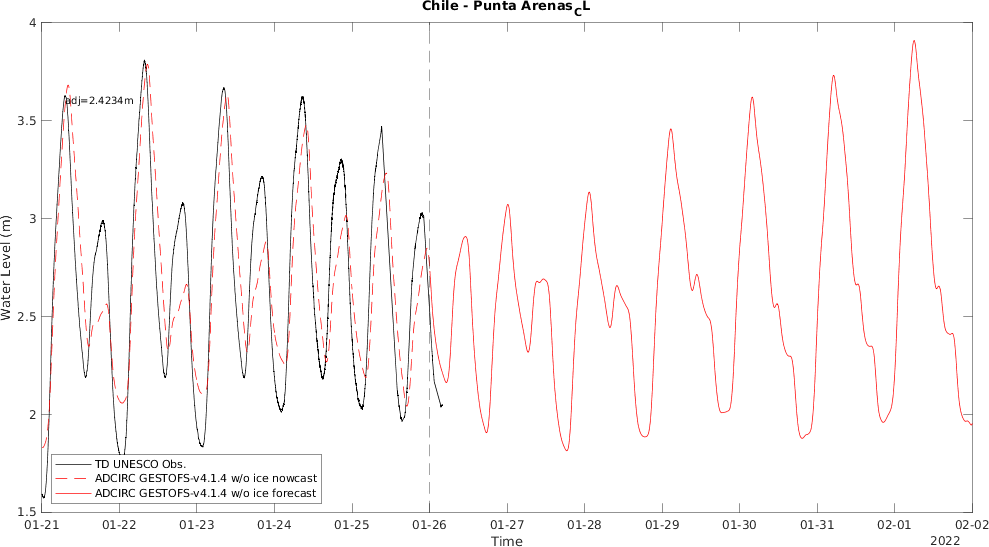 Chile - Punta Arenas_CL
4
3.5
3
2.5
2
1.5
Water Level (m)
adj=2.4234m
TD UNESCO Obs.
ADCIRC GESTOFS-v4.1.4 w/o ice nowcast
ADCIRC GESTOFS-v4.1.4 w/o ice forecast
01-21 01-22 01-23 01-24 01-25 01-26 01-27 01-28 01-29 01-30 01-31 02-01 02-02
Time
2022